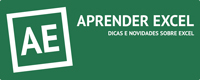 AE
APRENDER EXCEL
DICAS E NOVIDADES SOBRE EXCEL